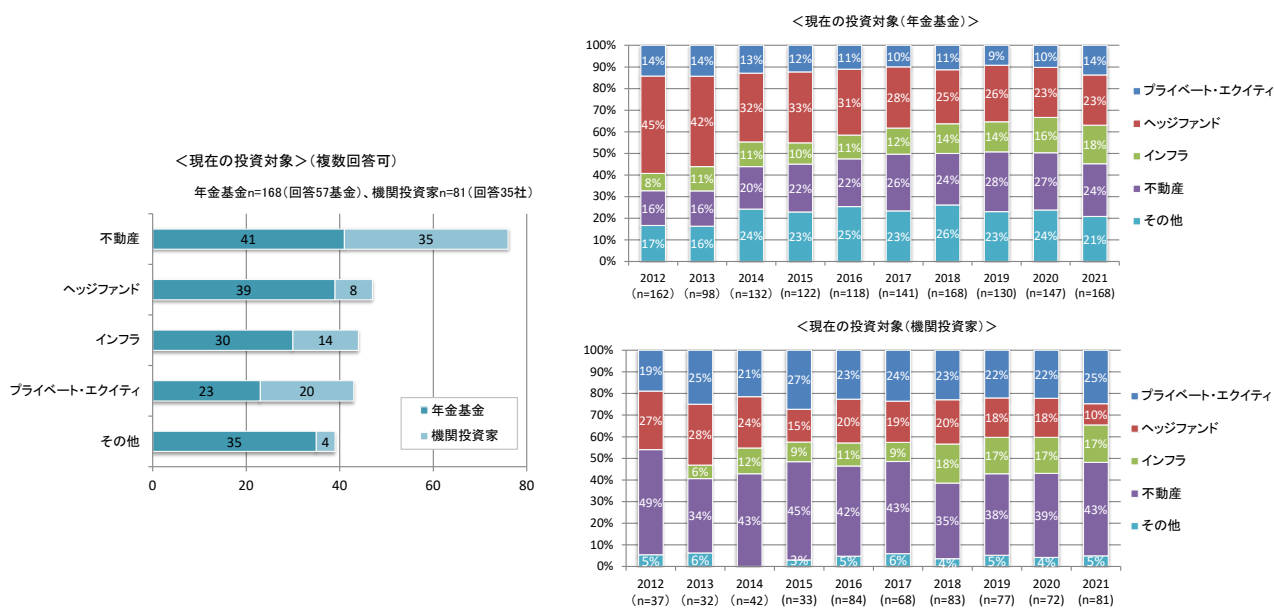 <現在の投資対象>(複数回答可)
年金基金n=168(回答57基金)、機関投資家n=81(回答35社)
不動産 41 35
ヘッジファンド 39 8
インフラ 30 14
プライベート・エクイティ 23 20
その他 35 4
年金基金
機関投資家
0 20 40 60 80
<現在の投資対象(年金基金)>
100%
90%
80%
70%
60%
50%
40%
30%
20%
10%
0%
14% 14% 13% 12% 11% 10% 11% 9% 10% 14%
45% 42% 32% 33% 31% 28% 25% 26% 23% 23%
8% 11% 11% 10% 11% 12% 14% 14% 16% 18%
16% 16% 20% 22% 22% 26% 24% 28% 27% 24%
17% 16% 24% 23% 25% 23% 26% 23% 24% 21%
2012 2013 2014 2015 2016 2017 2018 2019 2020 2021
(n=162) (n=98) (n=132) (n=122) (n=118) (n=141) (n=168) (n=130) (n=147) (n=168)
プライベート・エクイティ
ヘッジファンド
インフラ
不動産
その他
<現在の投資対象(機関投資家)>
100%
90%
80%
70%
60%
50%
40%
30%
20%
10%
0%
19% 25% 21% 27% 23% 24% 23% 22% 22% 25%
27% 28% 24% 15% 20% 19% 20% 18% 18% 10%
6% 12% 9% 11% 9% 18% 17% 17% 17%
49% 34% 43% 45% 42% 43% 35% 38% 39% 43%
5% 6% 3% 5% 6% 4% 5% 4% 5%
2012 2013 2014 2015 2016 2017 2018 2019 2020 2021
(n=37) (n=32) (n=42) (n=33) (n=84) (n=68) (n=83) (n=77) (n=72) (n=81)
プライベート・エクイティ
ヘッジファンド
インフラ
不動産
その他